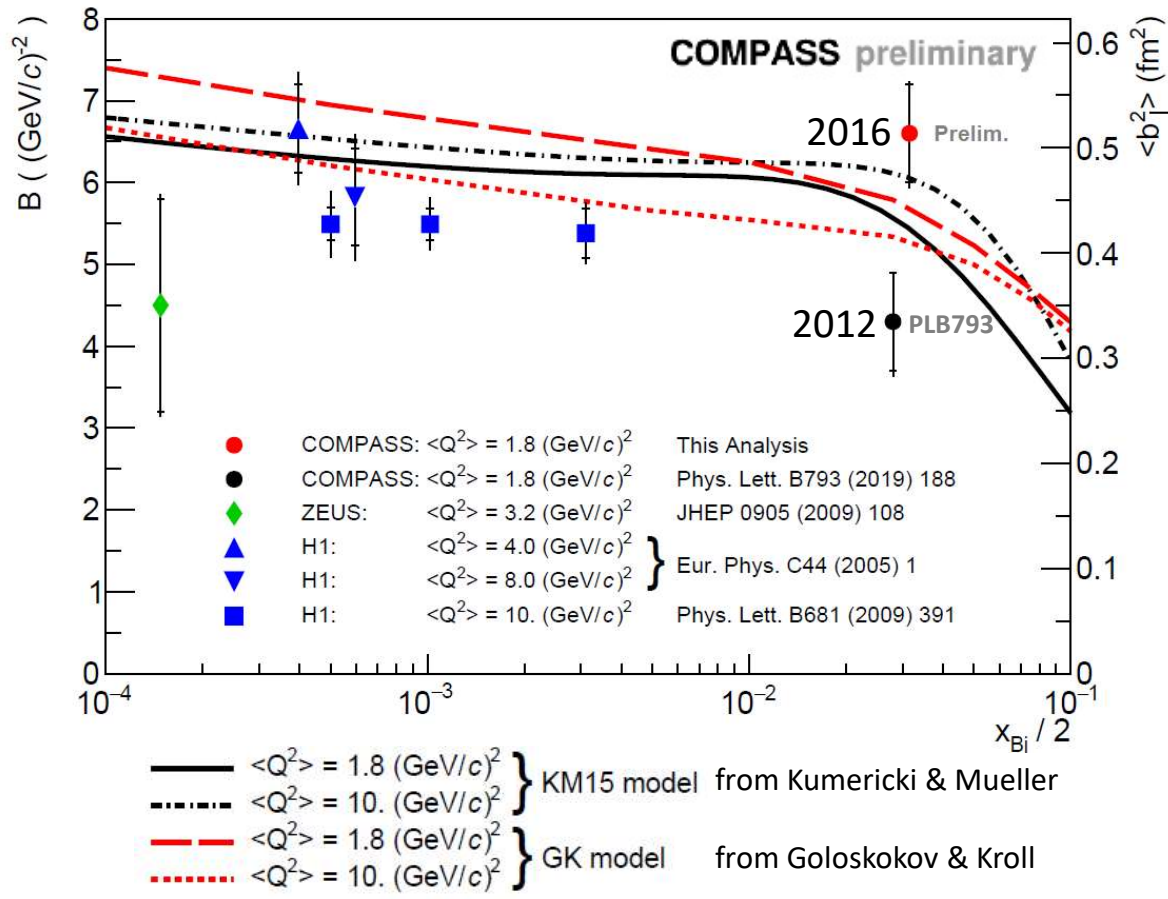 COMPASS preliminary
B ( (GeV/c)⁻²
<b²⊥> (fm²)
8
7
6
5
4
3
2
1
0
0.6
0.5
0.4
0.3
0.2
0.1
0
2016 Prelim.
2012 PLB793
COMPASS: <Q²> = 1.8 (GeV/c)² This Analysis
COMPASS: <Q²> = 1.8 (GeV/c)² Phys. Lett. B793 (2019) 188
ZEUS: <Q²> = 3.2 (GeV/c)² JHEP 0905 (2009) 108
H1: <Q²> = 4.0 (GeV/c)²
H1: <Q²> = 8.0 (GeV/c)² } Eur. Phys. C44 (2005) 1
H1: <Q²> = 10. (GeV/c)² Phys. Lett. B681 (2009) 391
10⁻⁴ 10⁻³ 10⁻² 10⁻¹
x_Bj / 2
<Q²> = 1.8 (GeV/c)²
<Q²> = 10. (GeV/c)² } KM15 model from Kumericki & Mueller
<Q²> = 1.8 (GeV/c)²
<Q²> = 10. (GeV/c)² } GK model from Goloskokov & Kroll